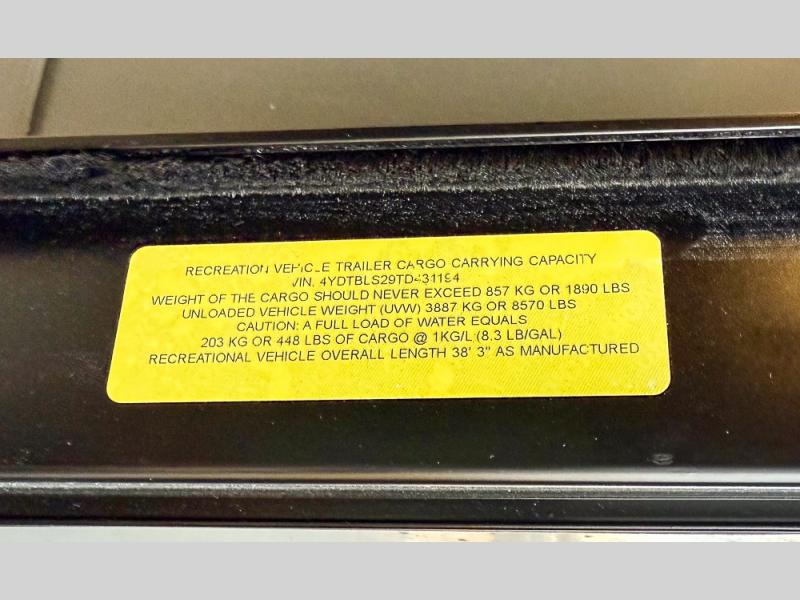 RECREATION VEHICLE TRAILER CARGO CARRYING CAPACITY
VIN. 4YDTBLS29TD431194
WEIGHT OF THE CARGO SHOULD NEVER EXCEED 857 KG OR 1890 LBS
UNLOADED VEHICLE WEIGHT (UVW) 3887 KG OR 8570 LBS
CAUTION: A FULL LOAD OF WATER EQUALS
203 KG OR 448 LBS OF CARGO @ 1KG/L (8.3 LB/GAL)
RECREATIONAL VEHICLE OVERALL LENGTH 38' 3" AS MANUFACTURED